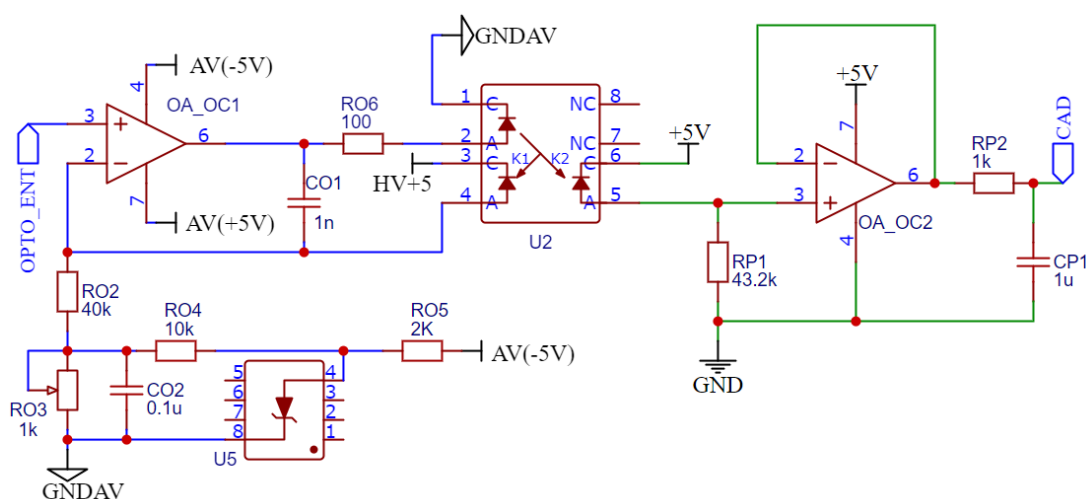 AV(-5V)
4
OA_OC1
3
+
6
2
−
7
AV(+5V)
OPTO_ENT
RO6
100
CO1
1n
GNDAV
1
C
NC
8
2
A
NC
7
3
C
K1
K2
C
6
HV+5
4
A
A
5
U2
+5V
+5V
7
2
−
6
3
+
4
OA_OC2
RP1
43.2k
GND
RP2
1k
CAD
CP1
1u
RO2
40k
RO4
10k
RO5
2K
AV(-5V)
RO3
1k
CO2
0.1u
5
4
6
3
7
2
8
1
U5
GNDAV